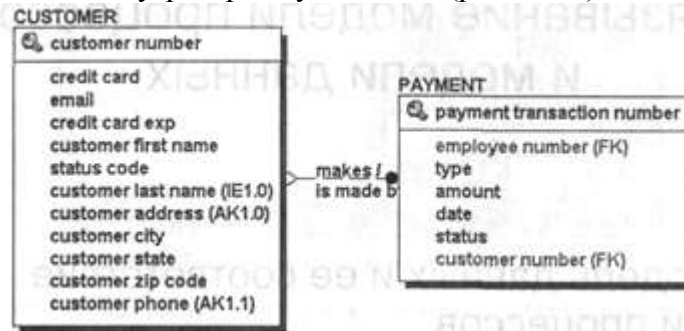 CUSTOMER
customer number
credit card
email
credit card exp
customer first name
status code
customer last name (IE1.0)
customer address (AK1.0)
customer city
customer state
customer zip code
customer phone (AK1.1)
makes /
is made b
PAYMENT
payment transaction number
employee number (FK)
type
amount
date
status
customer number (FK)